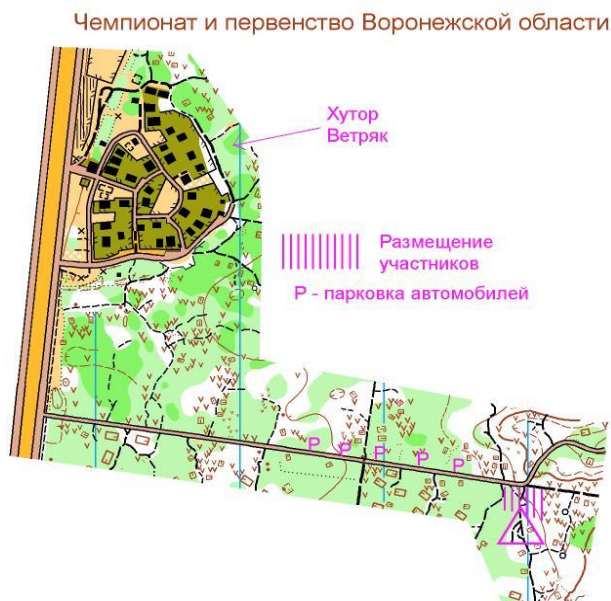 Чемпионат и первенство Воронежской области
Хутор
Ветряк
Размещение
участников
Р - парковка автомобилей
Р Р Р Р Р